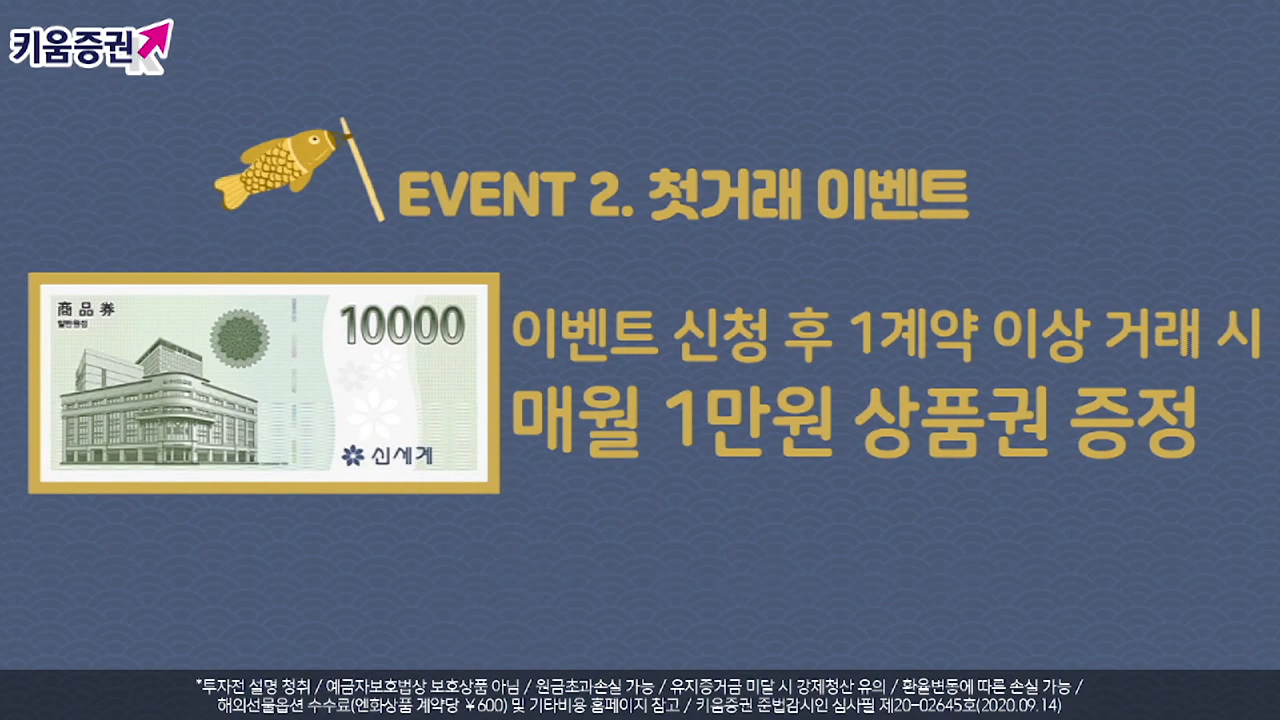 키움증권
EVENT 2. 첫거래 이벤트
商品券
10000
신세계
이벤트 신청 후 1계약 이상 거래 시
매월 1만원 상품권 증정
*투자전 설명 청취 / 예금자보호법상 보호상품 아님 / 원금초과손실 가능 / 유지증거금 미달 시 강제청산 유의 / 환율변동에 따른 손실 가능 /
해외선물옵션 수수료(엔화상품 계약당 ￥600) 및 기타비용 홈페이지 참고 / 키움증권 준법감시인 심사필 제20-02645호(2020.09.14)